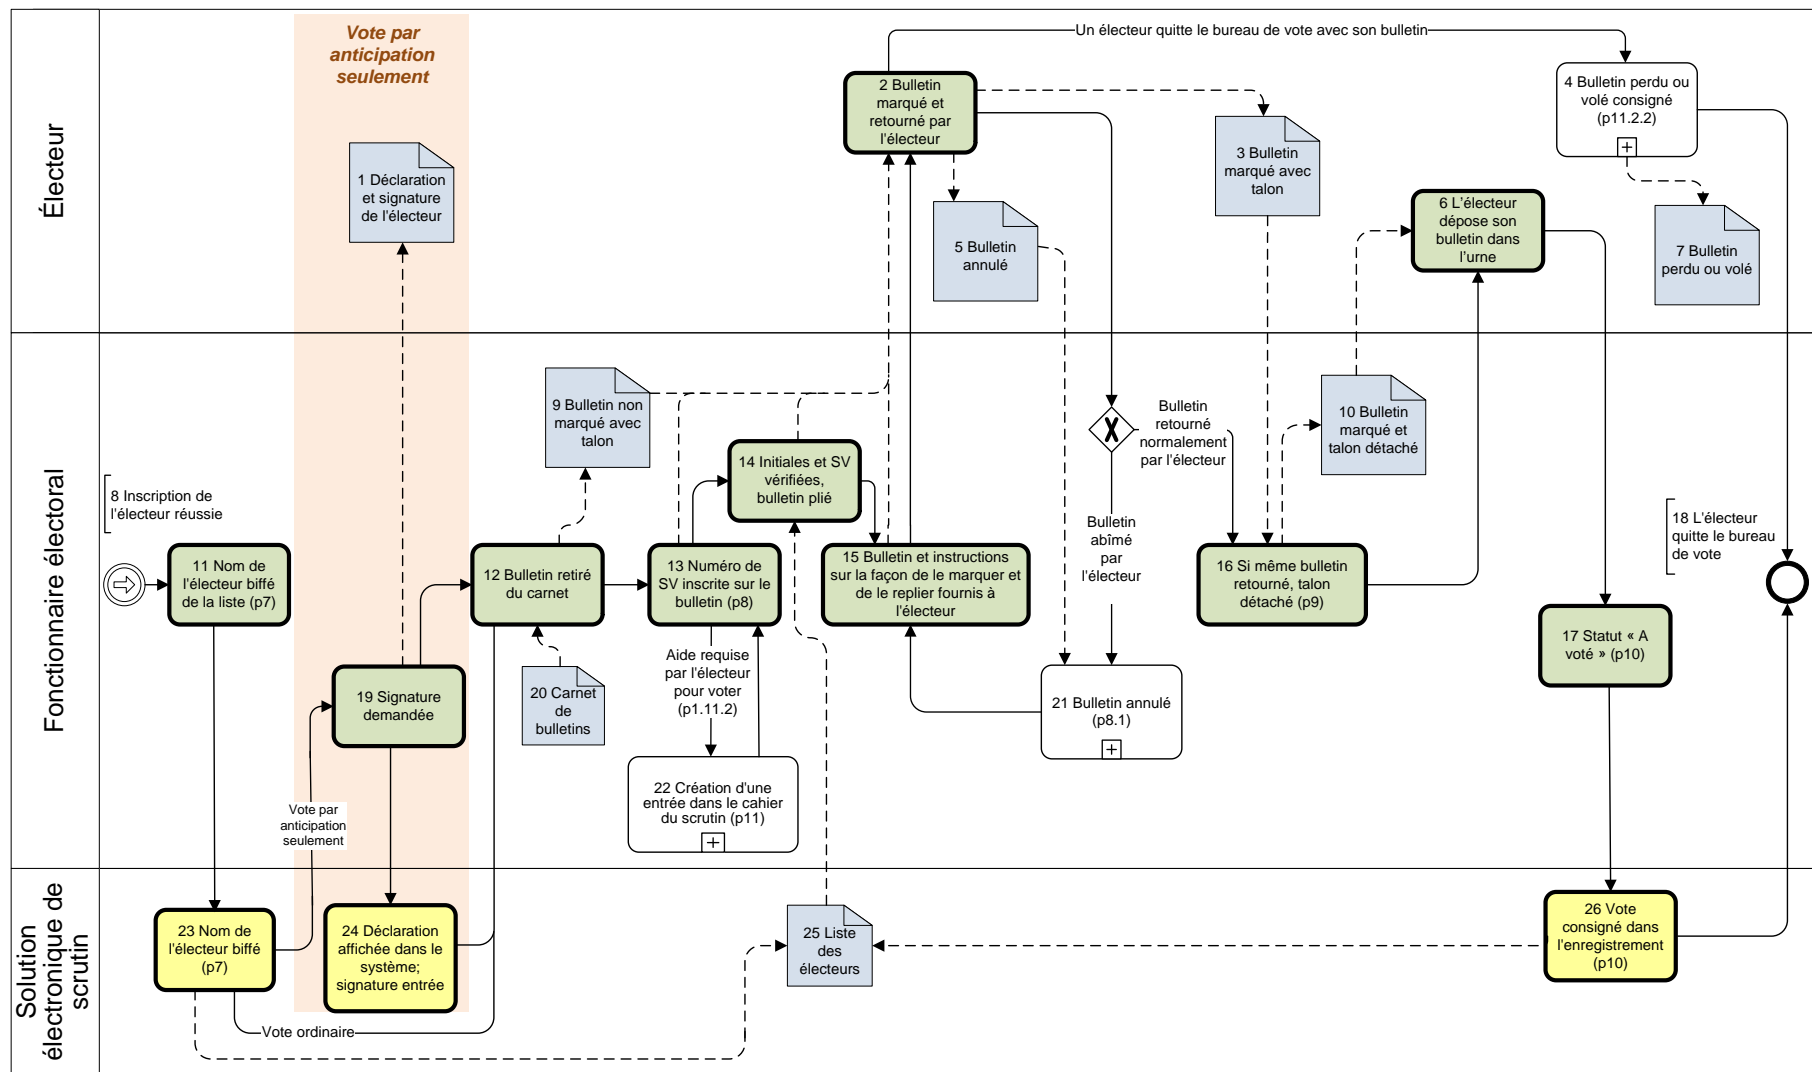 Électeur
Vote par
anticipation
seulement
1 Déclaration
et signature
de l'électeur
Un électeur quitte le bureau de vote avec son bulletin
2 Bulletin
marqué et
retourné par
l'électeur
3 Bulletin
marqué avec
talon
4 Bulletin perdu ou
volé consigné
(p11.2.2)
5 Bulletin
annulé
6 L'électeur
dépose son
bulletin dans
l'urne
7 Bulletin
perdu ou volé
Fonctionnaire électoral
8 Inscription de
l'électeur réussie
9 Bulletin non
marqué avec
talon
10 Bulletin
marqué et
talon détaché
11 Nom de
l'électeur biffé
de la liste (p7)
12 Bulletin retiré
du carnet
13 Numéro de
SV inscrite sur le
bulletin (p8)
14 Initiales et SV
vérifiées,
bulletin plié
15 Bulletin et instructions
sur la façon de le marquer et
de le replier fournis à
l'électeur
X
Bulletin
retourné
normalement
par l'électeur
Bulletin
abîmé
par
l'électeur
16 Si même bulletin
retourné, talon
détaché (p9)
17 Statut « A
voté » (p10)
18 L'électeur
quitte le bureau
de vote
19 Signature
demandée
20 Carnet
de
bulletins
Aide requise
par l'électeur
pour voter
(p1.11.2)
21 Bulletin annulé
(p8.1)
22 Création d'une
entrée dans le cahier
du scrutin (p11)
Vote par
anticipation
seulement
Solution
électronique de
scrutin
23 Nom de
l'électeur biffé
(p7)
24 Déclaration
affichée dans le
système;
signature entrée
25 Liste
des
électeurs
26 Vote
consigné dans
l'enregistrement
(p10)
Vote ordinaire